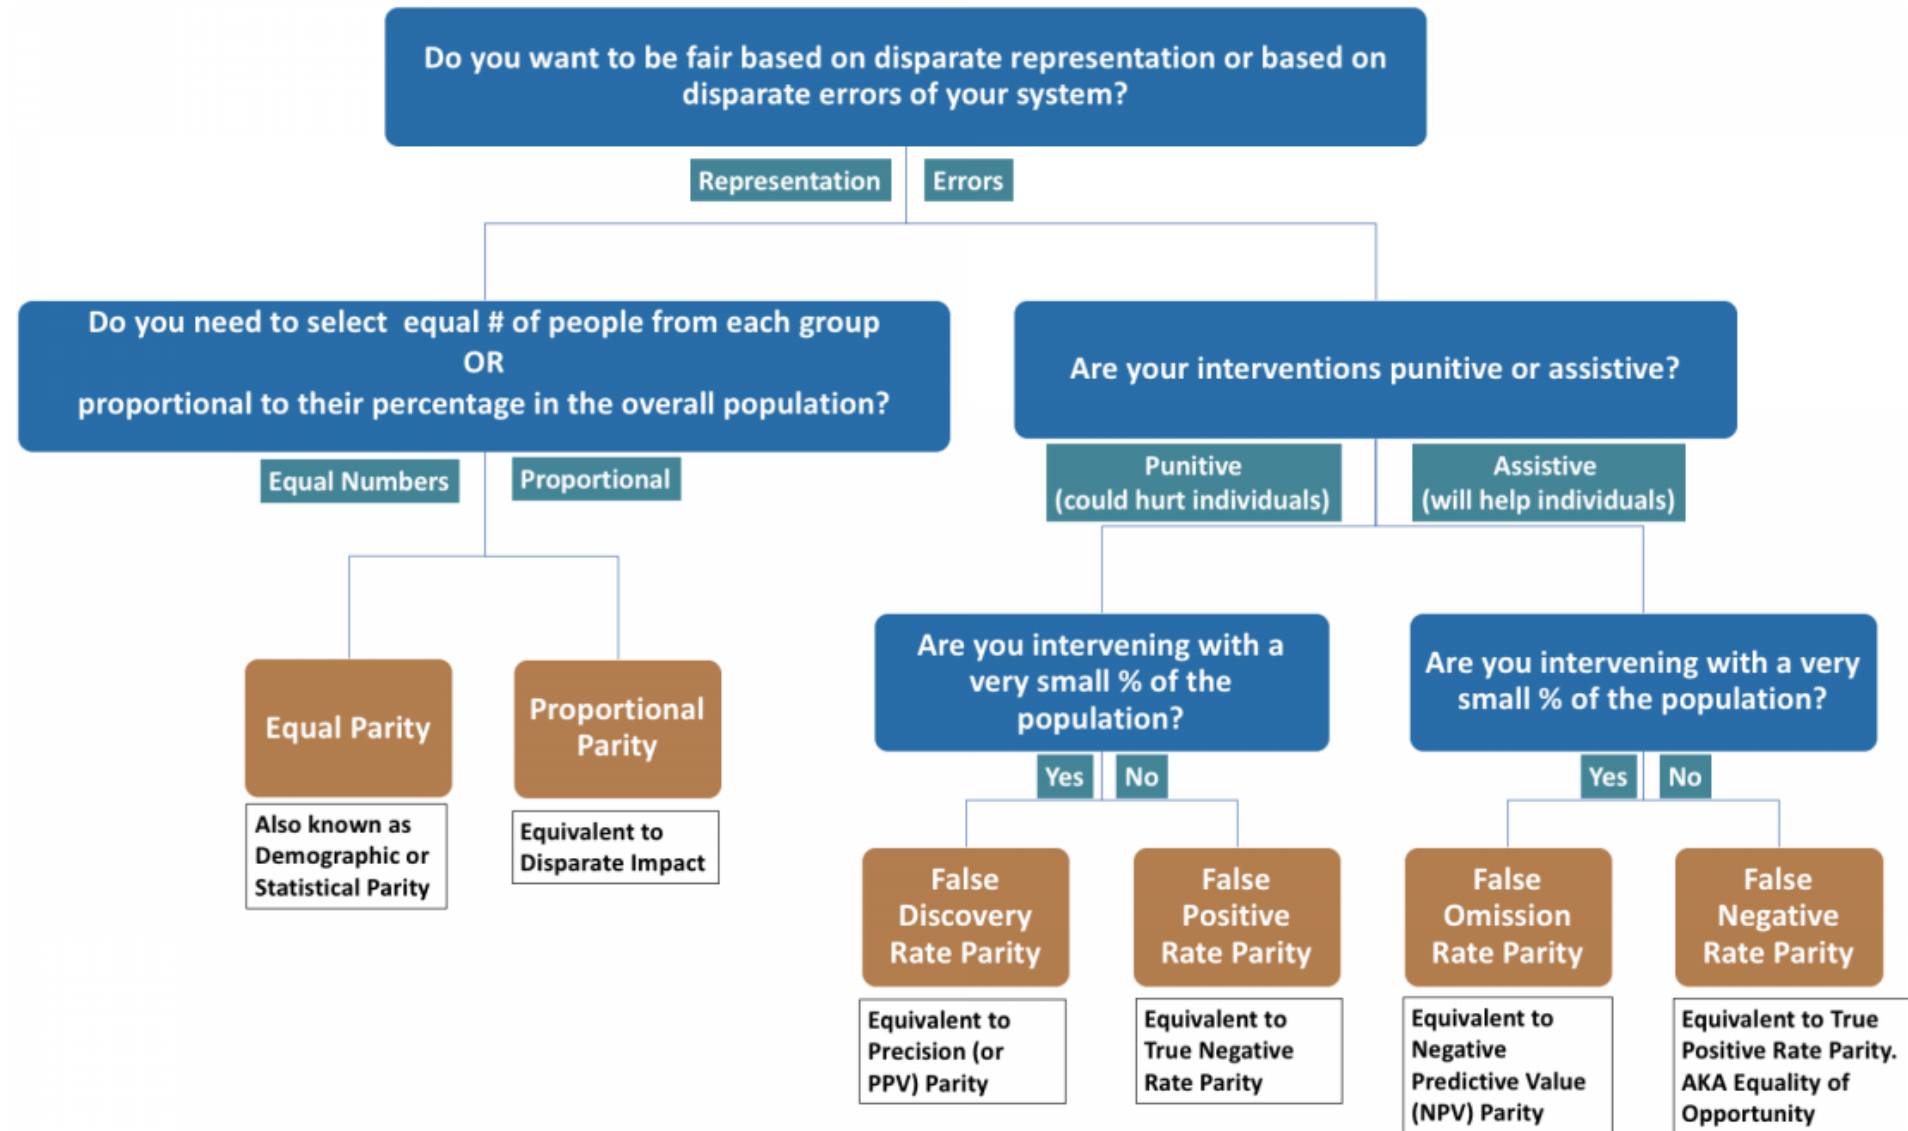 Do you want to be fair based on disparate representation or based on
disparate errors of your system?
Representation
Errors
Do you need to select equal # of people from each group
OR
proportional to their percentage in the overall population?
Are your interventions punitive or assistive?
Equal Numbers
Proportional
Punitive
(could hurt individuals)
Assistive
(will help individuals)
Are you intervening with a
very small % of the
population?
Are you intervening with a very
small % of the population?
Equal Parity
Proportional
Parity
Yes
No
Yes
No
Also known as
Demographic or
Statistical Parity
Equivalent to
Disparate Impact
False
Discovery
Rate Parity
False
Positive
Rate Parity
False
Omission
Rate Parity
False
Negative
Rate Parity
Equivalent to
Precision (or
PPV) Parity
Equivalent to
True Negative
Rate Parity
Equivalent to
Negative
Predictive Value
(NPV) Parity
Equivalent to True
Positive Rate Parity.
AKA Equality of
Opportunity